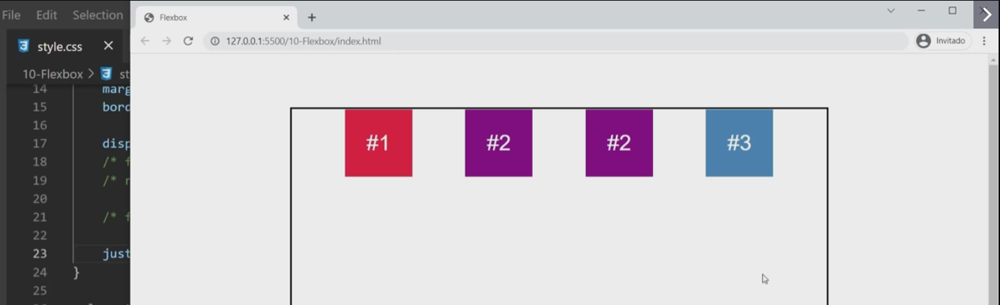 File Edit Selection
Flexbox
style.css
127.0.0.1:5500/10-Flexbox/index.html
Invitado
10-Flexbox > st
14 marg
15 bord
16
17 disp
18 /* f
19 /* r
20
21 /* f
22
23 just
24 }
25
#1 #2 #2 #3